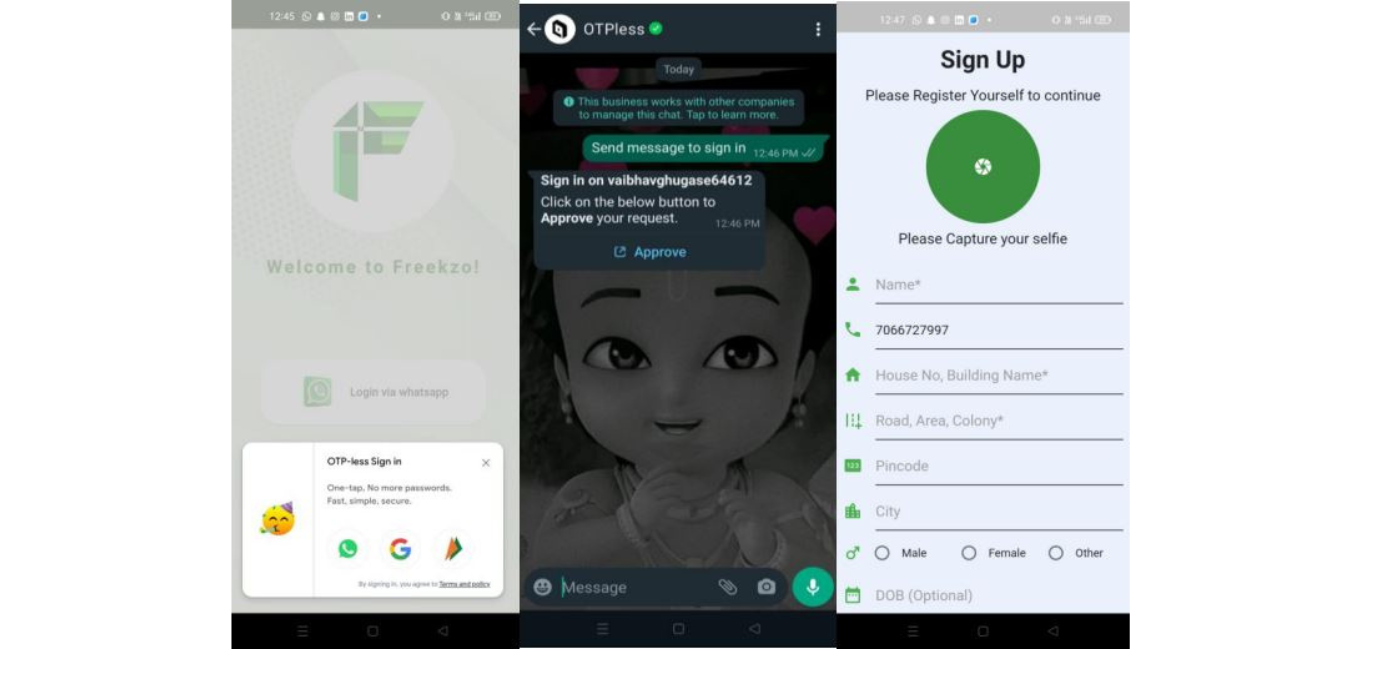 12:45
Welcome to Freekzo!
Login via whatsapp
OTP-less Sign in
One-tap, No more passwords.
Fast, simple, secure.
By signing in, you agree to Terms and policy
OTPless
Today
This business works with other companies
to manage this chat. Tap to learn more.
Send message to sign in 12:46 PM
Sign in on vaibhavghugase64612
Click on the below button to
Approve your request. 12:46 PM
Approve
Message
12:47
Sign Up
Please Register Yourself to continue
Please Capture your selfie
Name*
7066727997
House No, Building Name*
Road, Area, Colony*
123 Pincode
City
Male Female Other
DOB (Optional)